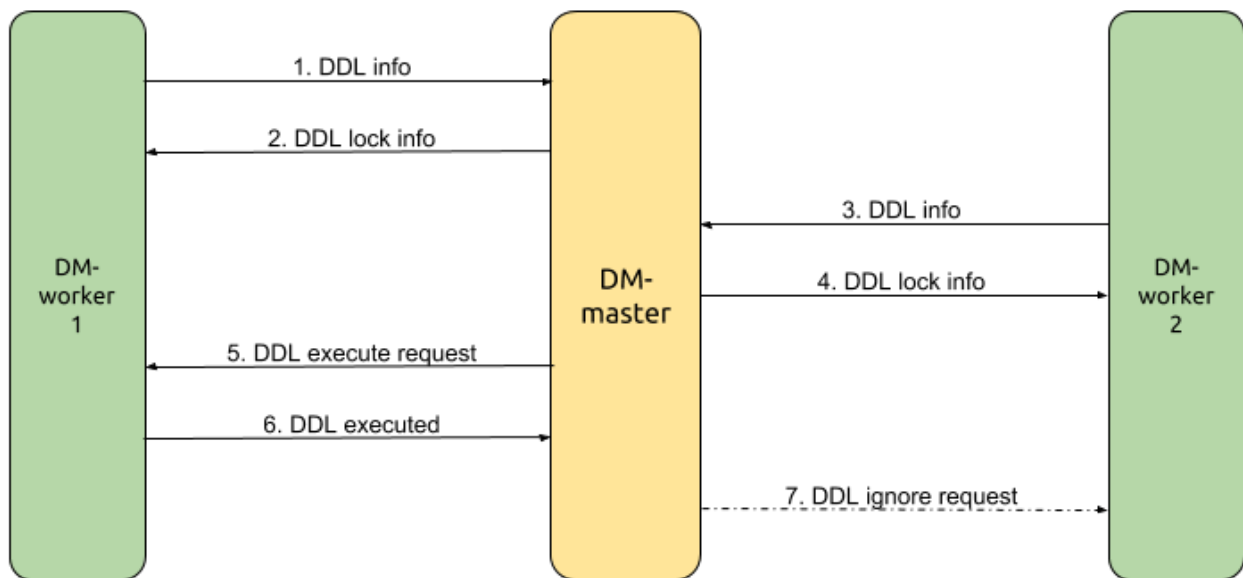 1. DDL info
2. DDL lock info
3. DDL info
DM-
worker
1
DM-
master
DM-
worker
2
4. DDL lock info
5. DDL execute request
6. DDL executed
7. DDL ignore request